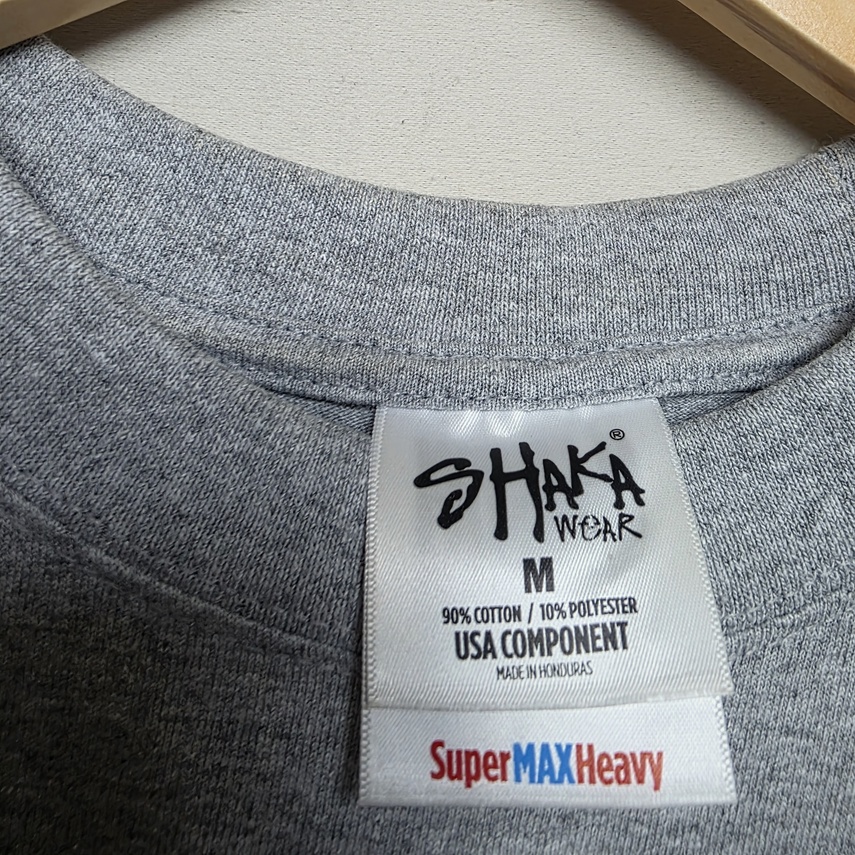 SHAKA®
WEAR
M
90% COTTON / 10% POLYESTER
USA COMPONENT
MADE IN HONDURAS
SuperMAXHeavy